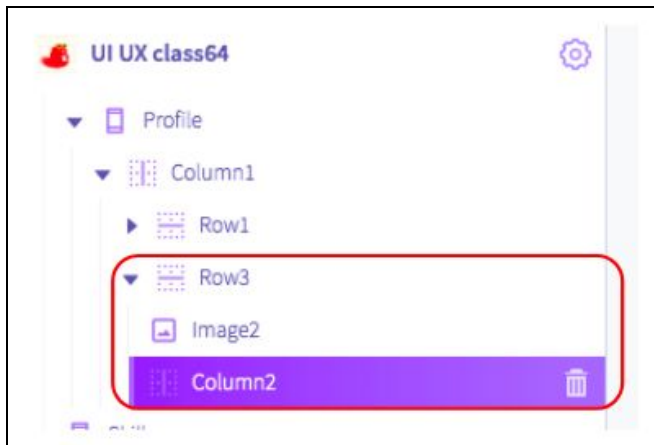 UI UX class64
Profile
Column1
Row1
Row3
Image2
Column2